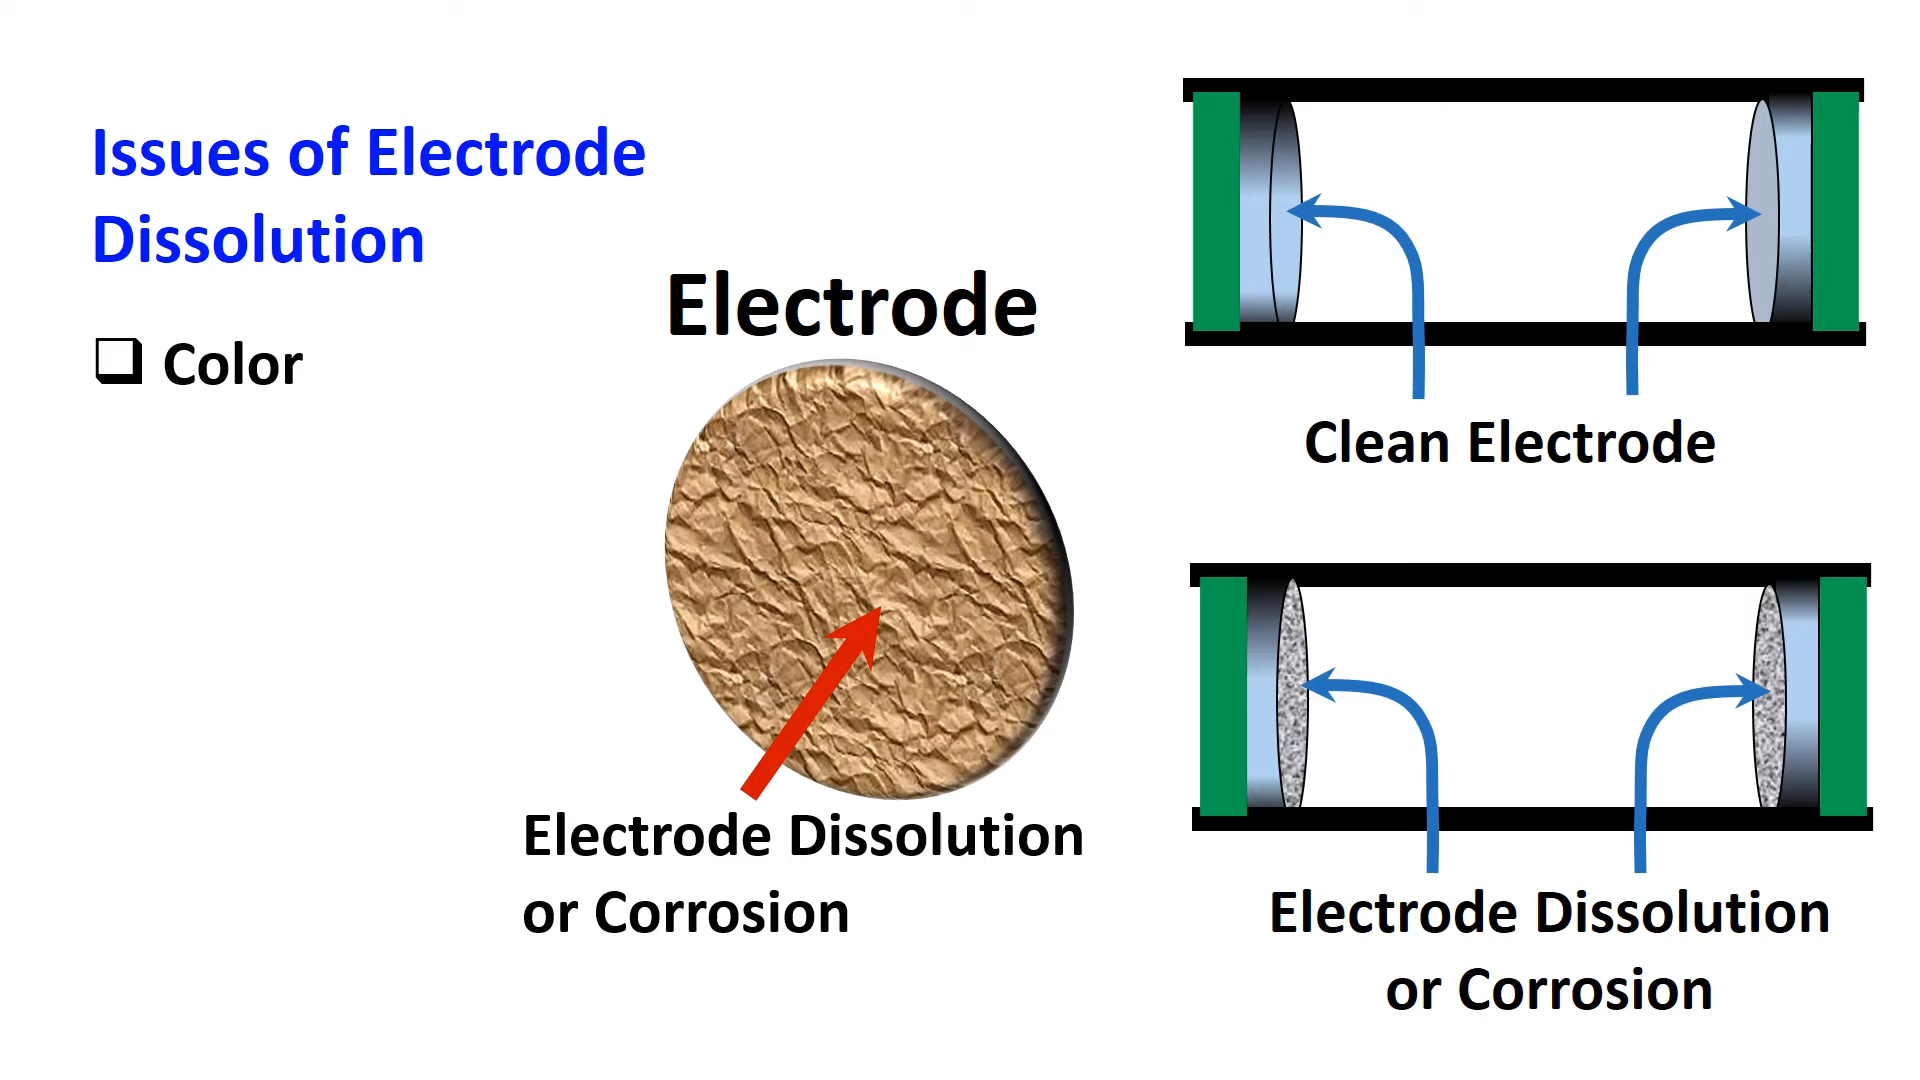 Issues of Electrode
Dissolution
Color
Electrode
Electrode Dissolution
or Corrosion
Clean Electrode
Electrode Dissolution
or Corrosion